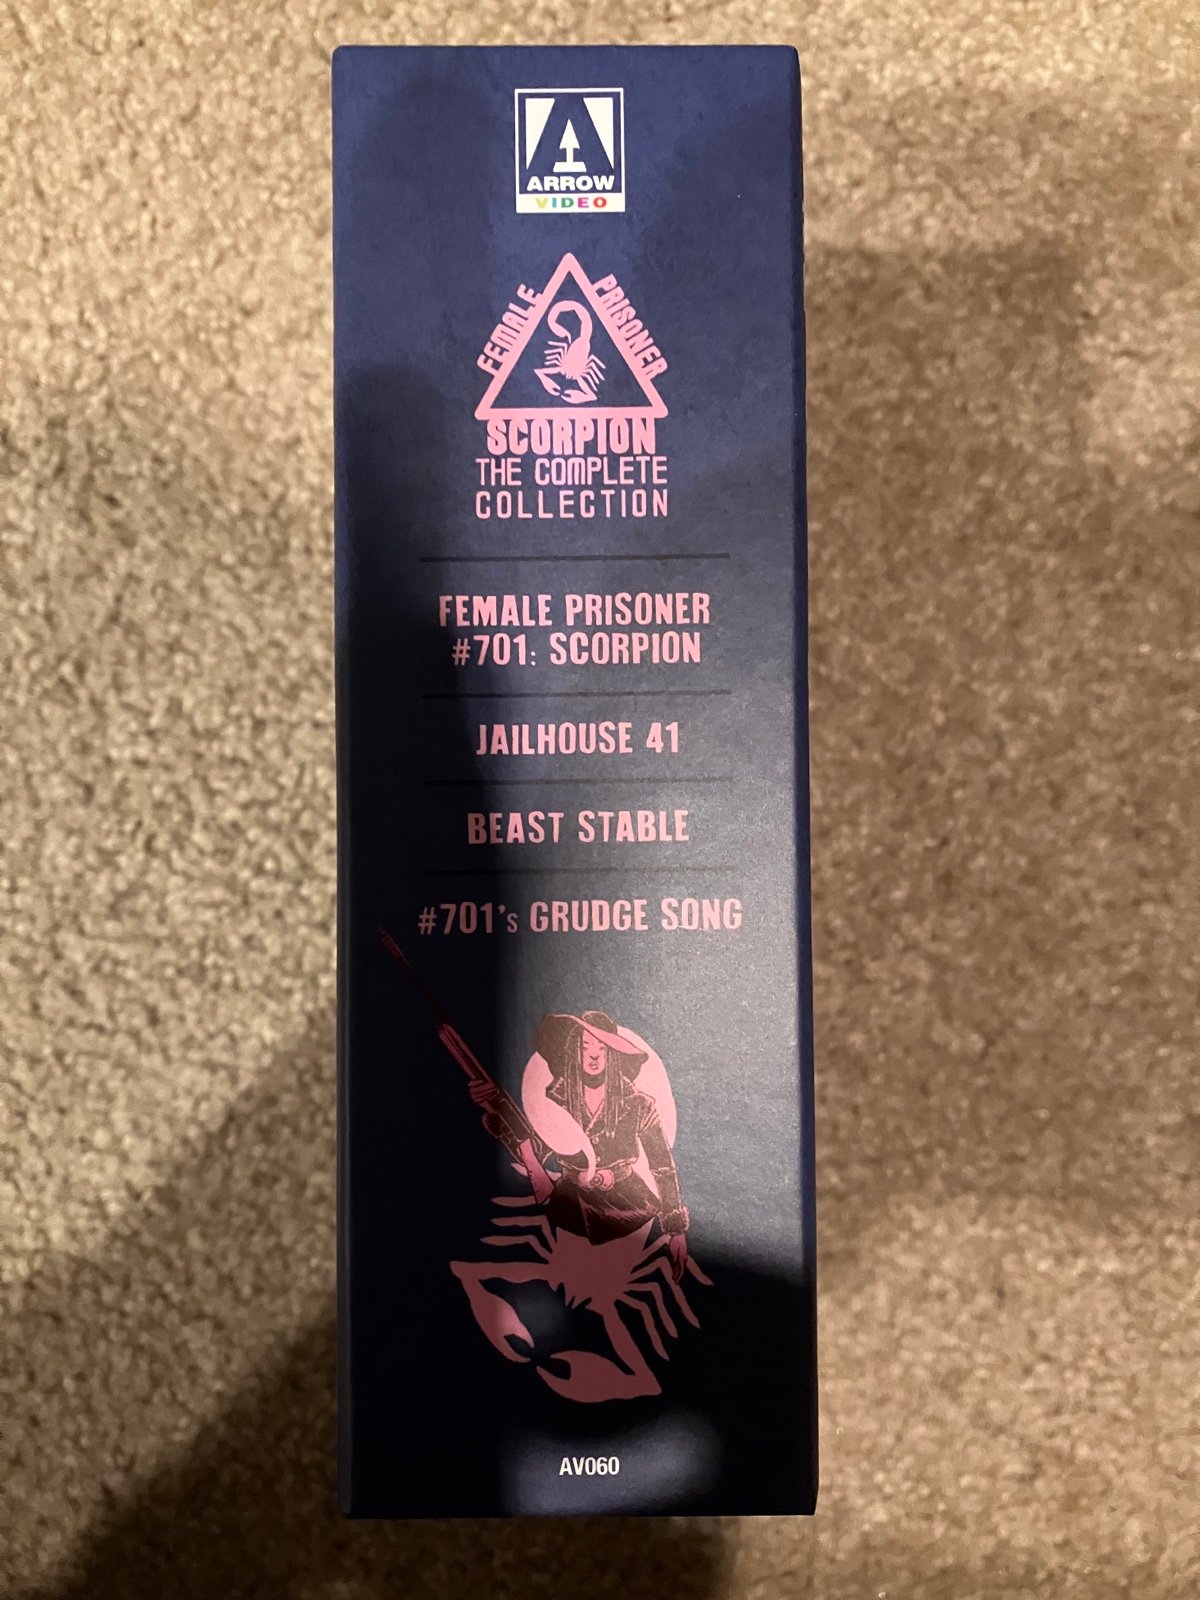 ARROW
VIDEO
FEMALE PRISONER
SCORPION
THE COMPLETE
COLLECTION
FEMALE PRISONER
#701: SCORPION
JAILHOUSE 41
BEAST STABLE
#701's GRUDGE SONG
AV060